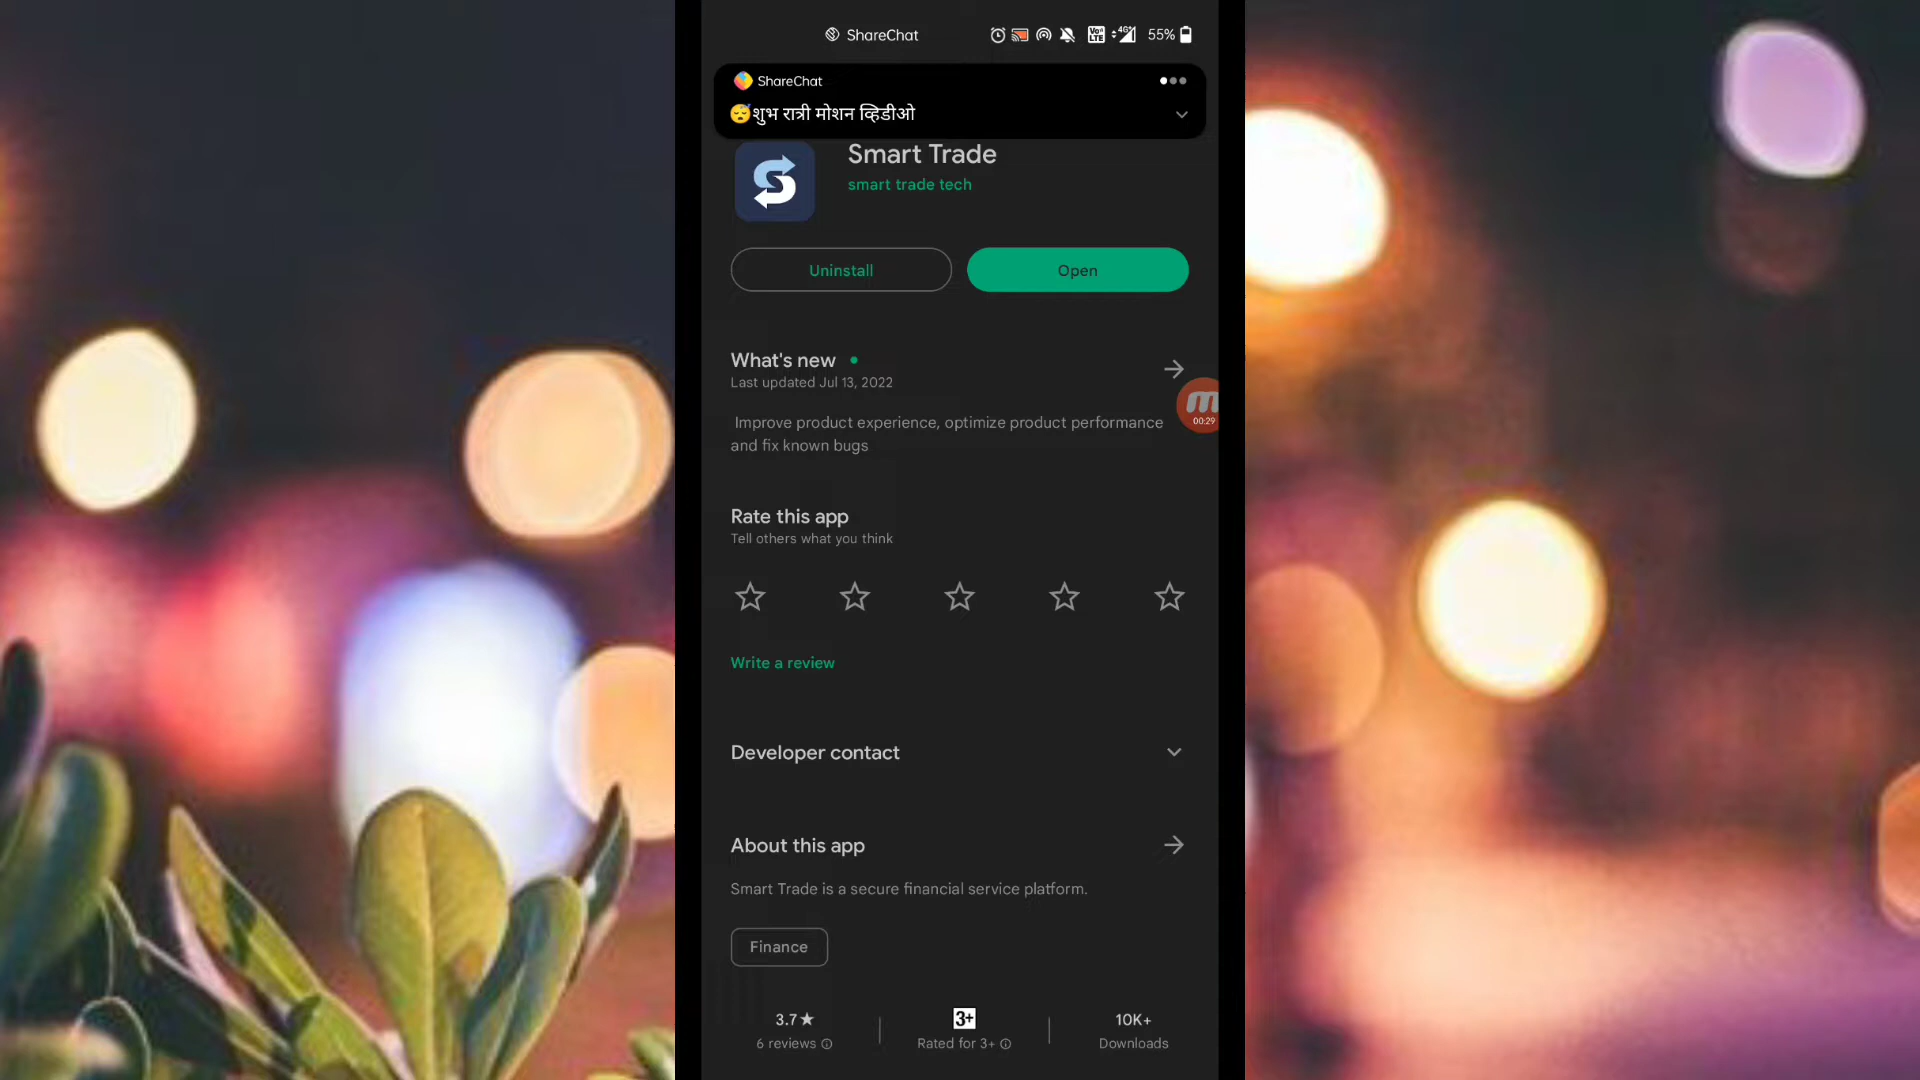 ShareChat
55%
ShareChat
😴शुभ रात्री मोशन व्हिडीओ
Smart Trade
smart trade tech
Uninstall
Open
What's new
Last updated Jul 13, 2022
Improve product experience, optimize product performance
and fix known bugs
00:29
Rate this app
Tell others what you think
Write a review
Developer contact
About this app
Smart Trade is a secure financial service platform.
Finance
3.7★
3+
10K+
6 reviews
Rated for 3+
Downloads